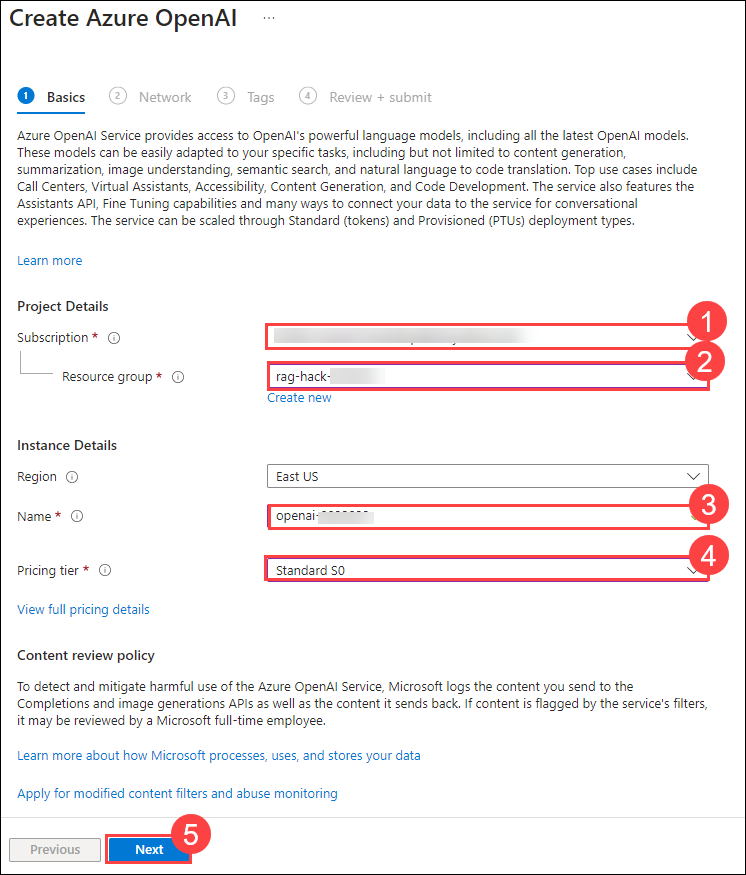 Create Azure OpenAI ...
1 Basics 2 Network 3 Tags 4 Review + submit
Azure OpenAI Service provides access to OpenAI's powerful language models, including all the latest OpenAI models.
These models can be easily adapted to your specific tasks, including but not limited to content generation,
summarization, image understanding, semantic search, and natural language to code translation. Top use cases include
Call Centers, Virtual Assistants, Accessibility, Content Generation, and Code Development. The service also features the
Assistants API, Fine Tuning capabilities and many ways to connect your data to the service for conversational
experiences. The service can be scaled through Standard (tokens) and Provisioned (PTUs) deployment types.
Learn more
Project Details
Subscription * 1
Resource group * rag-hack- 2
Create new
Instance Details
Region East US
Name * openai- 3
Pricing tier * Standard S0 4
View full pricing details
Content review policy
To detect and mitigate harmful use of the Azure OpenAI Service, Microsoft logs the content you send to the
Completions and image generations APIs as well as the content it sends back. If content is flagged by the service's filters,
it may be reviewed by a Microsoft full-time employee.
Learn more about how Microsoft processes, uses, and stores your data
Apply for modified content filters and abuse monitoring
Previous Next 5